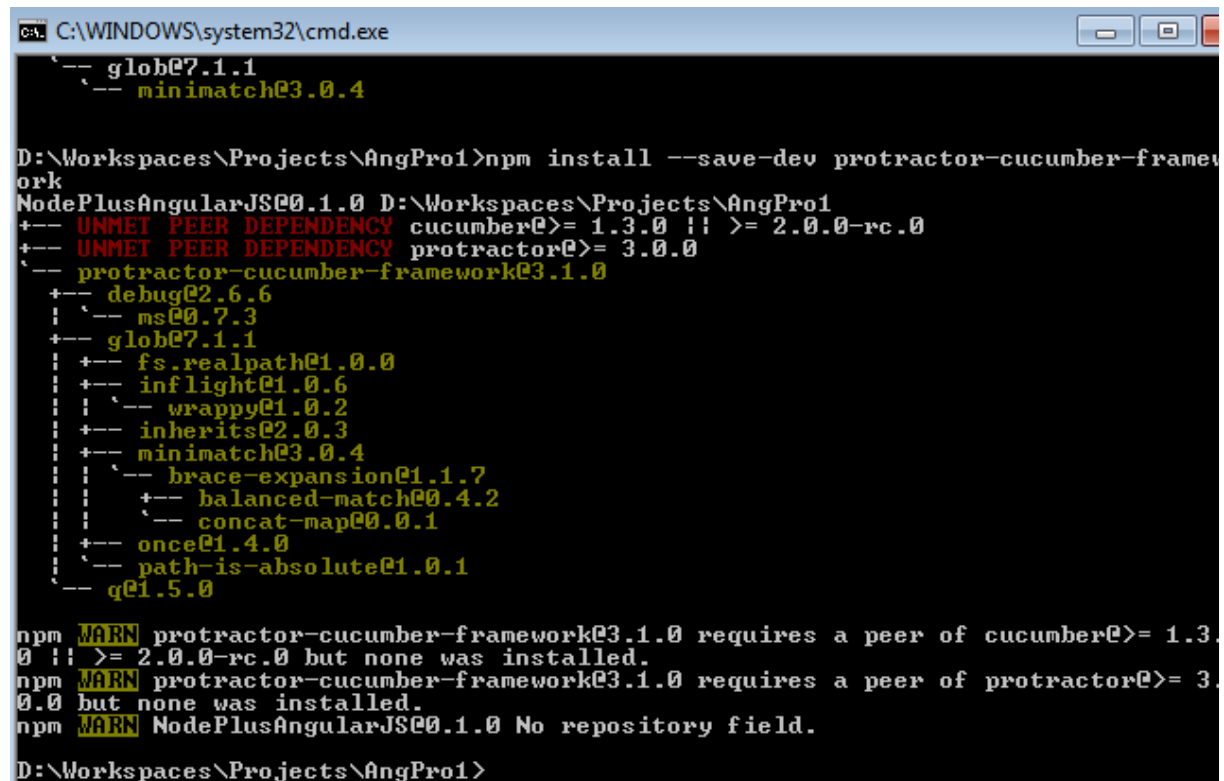 C:\WINDOWS\system32\cmd.exe
`-- glob@7.1.1
`-- minimatch@3.0.4
D:\Workspaces\Projects\AngPro1>npm install --save-dev protractor-cucumber-framew
ork
NodePlusAngularJS@0.1.0 D:\Workspaces\Projects\AngPro1
+-- UNMET PEER DEPENDENCY cucumber@>= 1.3.0 || >= 2.0.0-rc.0
+-- UNMET PEER DEPENDENCY protractor@>= 3.0.0
`-- protractor-cucumber-framework@3.1.0
  +-- debug@2.6.6
  | `-- ms@0.7.3
  +-- glob@7.1.1
  | +-- fs.realpath@1.0.0
  | +-- inflight@1.0.6
  | | `-- wrappy@1.0.2
  | +-- inherits@2.0.3
  | +-- minimatch@3.0.4
  | | `-- brace-expansion@1.1.7
  | |   +-- balanced-match@0.4.2
  | |   `-- concat-map@0.0.1
  | +-- once@1.4.0
  | `-- path-is-absolute@1.0.1
  `-- q@1.5.0
npm WARN protractor-cucumber-framework@3.1.0 requires a peer of cucumber@>= 1.3.
0 || >= 2.0.0-rc.0 but none was installed.
npm WARN protractor-cucumber-framework@3.1.0 requires a peer of protractor@>= 3.
0.0 but none was installed.
npm WARN NodePlusAngularJS@0.1.0 No repository field.
D:\Workspaces\Projects\AngPro1>